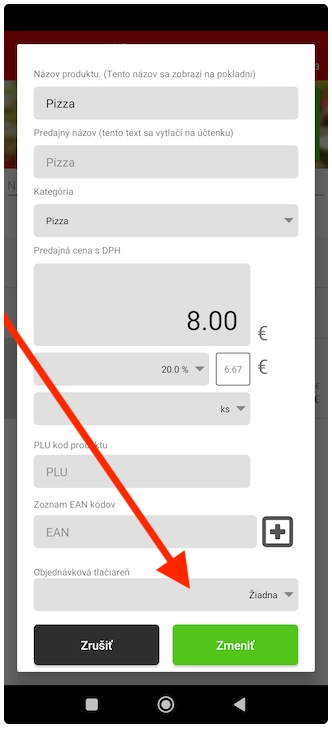 Názov produktu. (Tento názov sa zobrazí na pokladni)
Pizza
Predajný názov (tento text sa vytlačí na účtenku)
Pizza
Kategória
Pizza
Predajná cena s DPH
8.00 €
20.0 % 6.67 €
ks
PLU kod produktu
PLU
Zoznam EAN kódov
EAN
Objednávková tlačiareň
Žiadna
Zrušiť Zmeniť